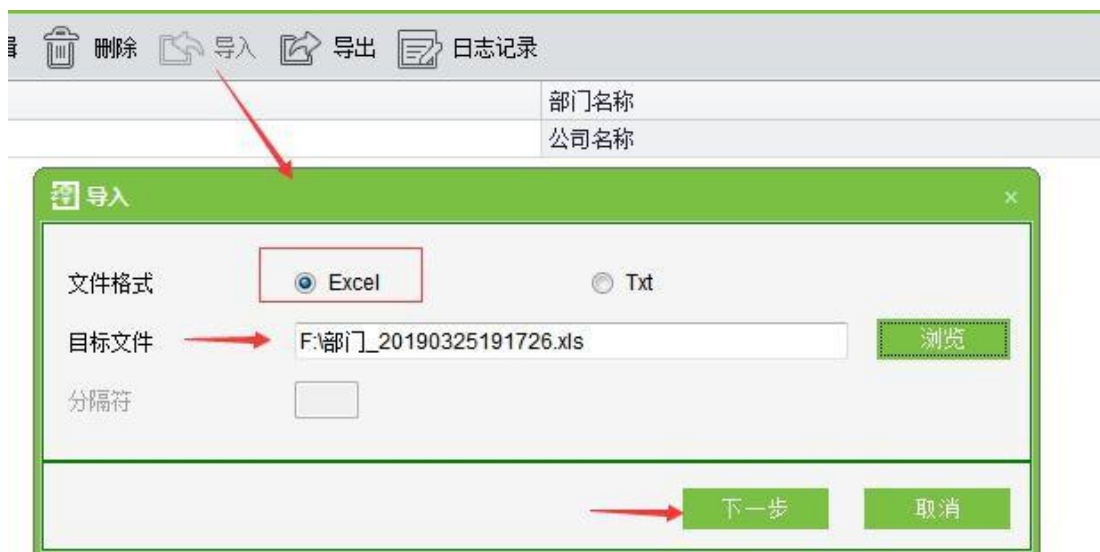 删除 导入 导出 日志记录
部门名称
公司名称
导入
文件格式 Excel Txt
目标文件 F:\部门_20190325191726.xls 浏览
分隔符
下一步 取消